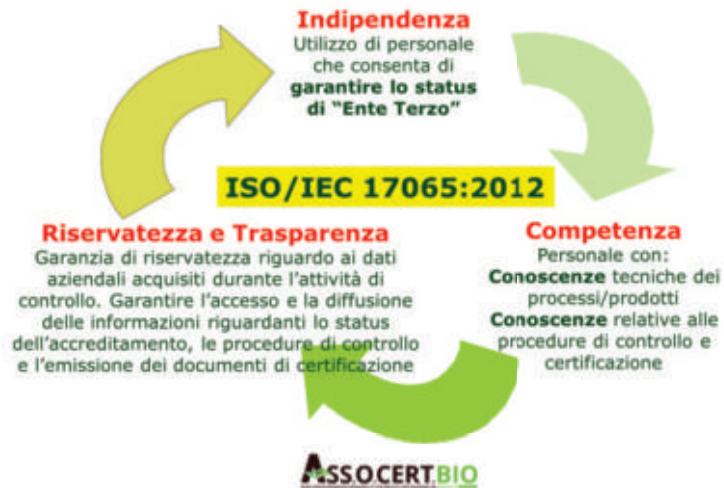 Indipendenza
Utilizzo di personale
che consenta di
garantire lo status
di “Ente Terzo”
ISO/IEC 17065:2012
Riservatezza e Trasparenza
Garanzia di riservatezza riguardo ai dati
aziendali acquisiti durante l’attività di
controllo. Garantire l’accesso e la diffusione
delle informazioni riguardanti lo status
dell’accreditamento, le procedure di controllo
e l’emissione dei documenti di certificazione
Competenza
Personale con:
Conoscenze tecniche dei
processi/prodotti
Conoscenze relative alle
procedure di controllo e
certificazione
ASSOCERTBIO